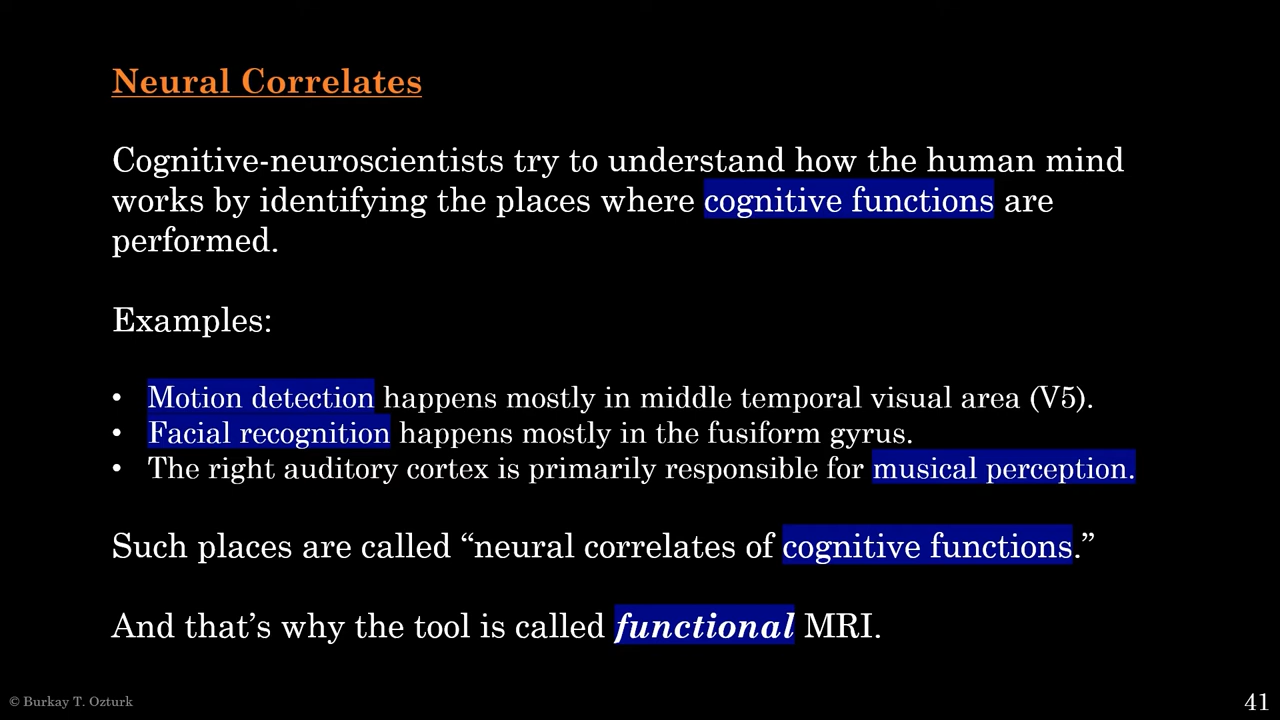 Neural Correlates
Cognitive-neuroscientists try to understand how the human mind
works by identifying the places where cognitive functions are
performed.
Examples:
• Motion detection happens mostly in middle temporal visual area (V5).
• Facial recognition happens mostly in the fusiform gyrus.
• The right auditory cortex is primarily responsible for musical perception.
Such places are called “neural correlates of cognitive functions.”
And that’s why the tool is called functional MRI.
© Burkay T. Ozturk
41